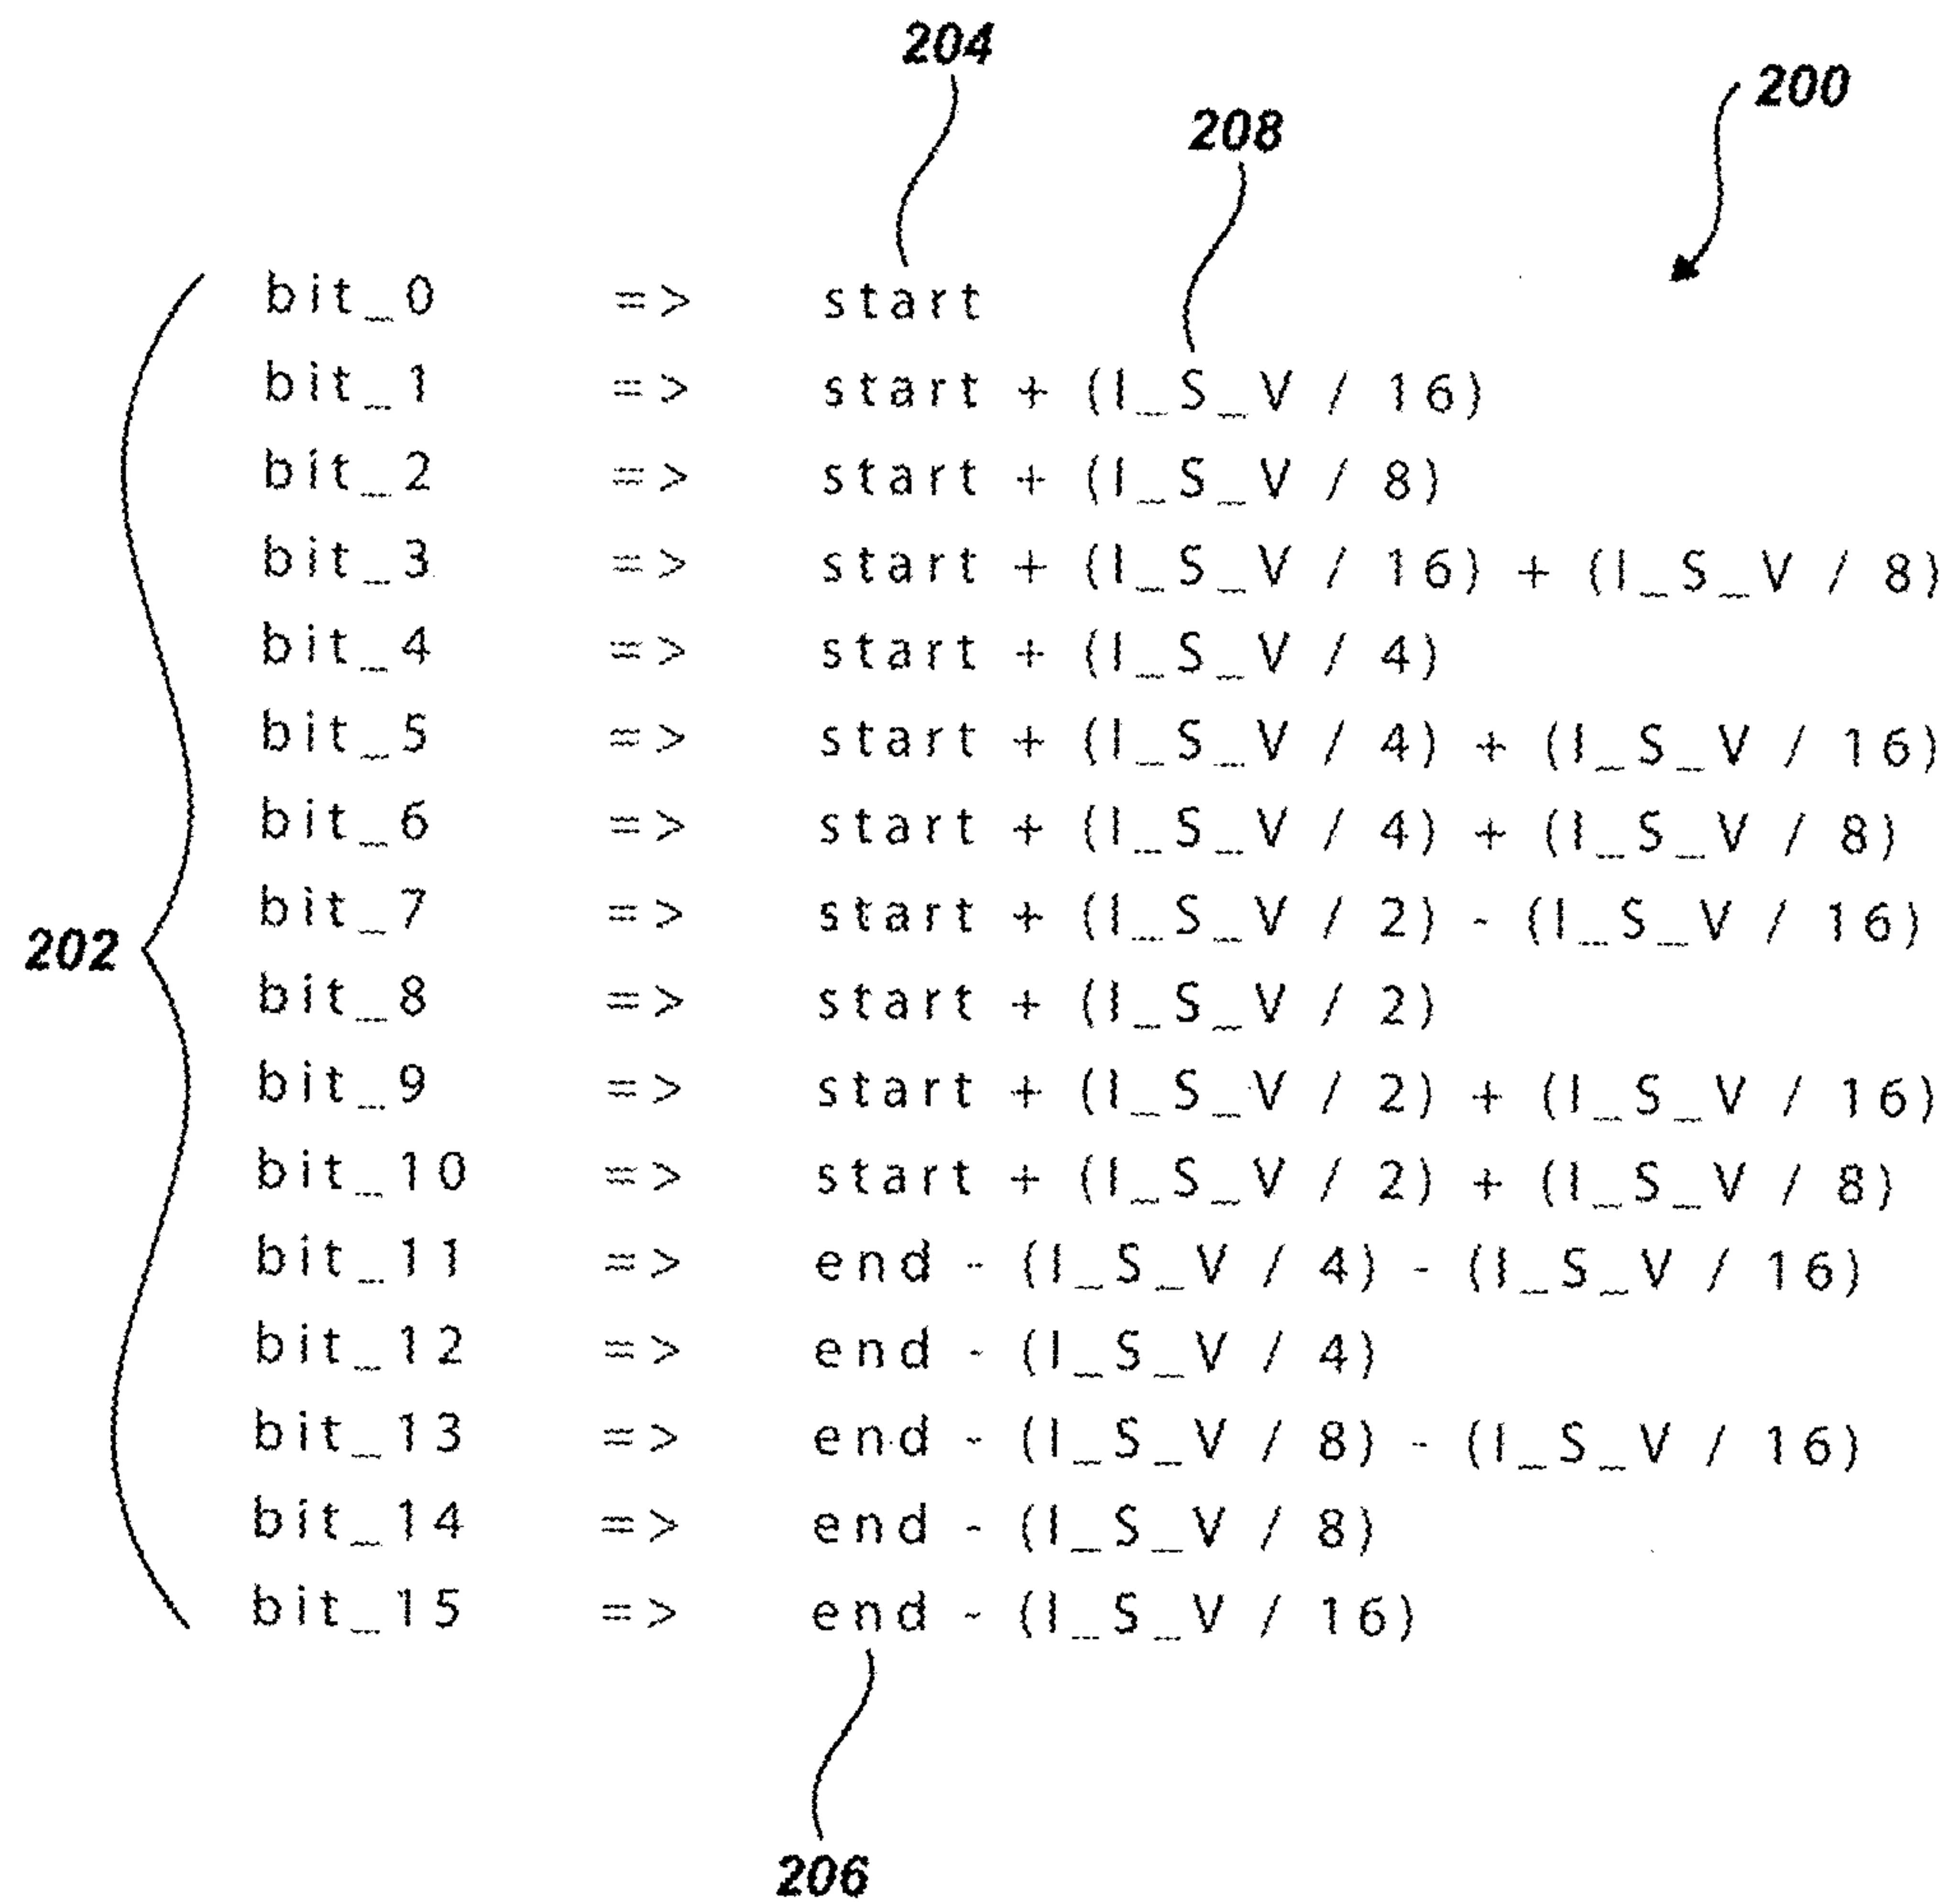 204
200
208
bit_0 => start
bit_1 => start + (I_S_V / 16)
bit_2 => start + (I_S_V / 8)
bit_3 => start + (I_S_V / 16) + (I_S_V / 8)
bit_4 => start + (I_S_V / 4)
bit_5 => start + (I_S_V / 4) + (I_S_V / 16)
bit_6 => start + (I_S_V / 4) + (I_S_V / 8)
bit_7 => start + (I_S_V / 2) - (I_S_V / 16)
202
bit_8 => start + (I_S_V / 2)
bit_9 => start + (I_S_V / 2) + (I_S_V / 16)
bit_10 => start + (I_S_V / 2) + (I_S_V / 8)
bit_11 => end - (I_S_V / 4) - (I_S_V / 16)
bit_12 => end - (I_S_V / 4)
bit_13 => end - (I_S_V / 8) - (I_S_V / 16)
bit_14 => end - (I_S_V / 8)
bit_15 => end - (I_S_V / 16)
206